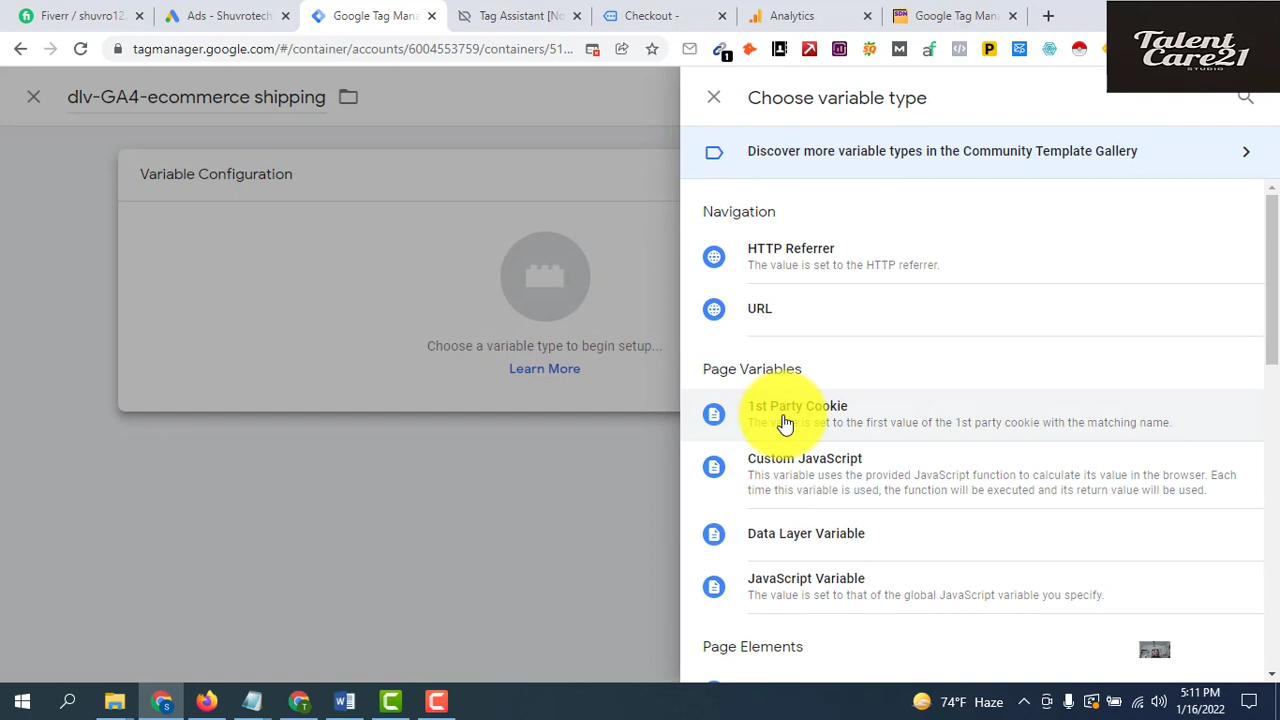 Fiverr / shuvro12
Ads - Shuvrotech
Google Tag Mana
Tag Assistant [No
Checkout -
Analytics
Google Tag Mana
tagmanager.google.com/#/container/accounts/6004553759/containers/51...
Talent
Care21
STUDIO
dlv-GA4-ecommerce shipping
Choose variable type
Discover more variable types in the Community Template Gallery
Variable Configuration
Choose a variable type to begin setup...
Learn More
Navigation
HTTP Referrer
The value is set to the HTTP referrer.
URL
Page Variables
1st Party Cookie
The value is set to the first value of the 1st party cookie with the matching name.
Custom JavaScript
This variable uses the provided JavaScript function to calculate its value in the browser. Each
time this variable is used, the function will be executed and its return value will be used.
Data Layer Variable
JavaScript Variable
The value is set to that of the global JavaScript variable you specify.
Page Elements
74°F Haze
5:11 PM
1/16/2022